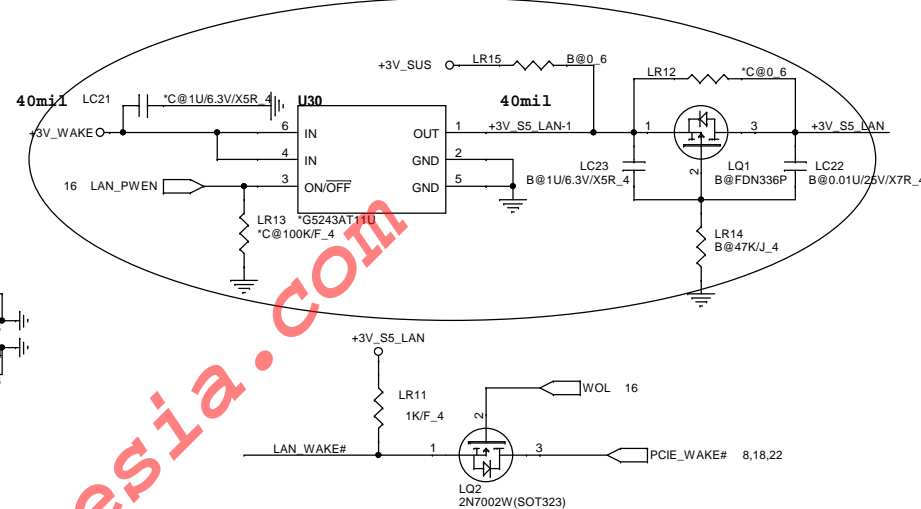 +3V_SUS
LR15
B@0_6
LR12
*C@0_6
40mil
LC21
*C@1U/6.3V/X5R_4
U30
40mil
+3V_WAKE
6
IN
OUT
1
+3V_S5_LAN-1
1
3
+3V_S5_LAN
4
IN
GND
2
16
LAN_PWEN
3
ON/OFF
GND
5
LC23
B@1U/6.3V/X5R_4
2
LQ1
B@FDN336P
LC22
B@0.01U/25V/X7R_4
LR13
*C@100K/F_4
*G5243AT11U
LR14
B@47K/J_4
+3V_S5_LAN
LR11
1K/F_4
WOL
16
2
LAN_WAKE#
1
3
PCIE_WAKE#
8,18,22
LQ2
2N7002W(SOT323)
esia.com